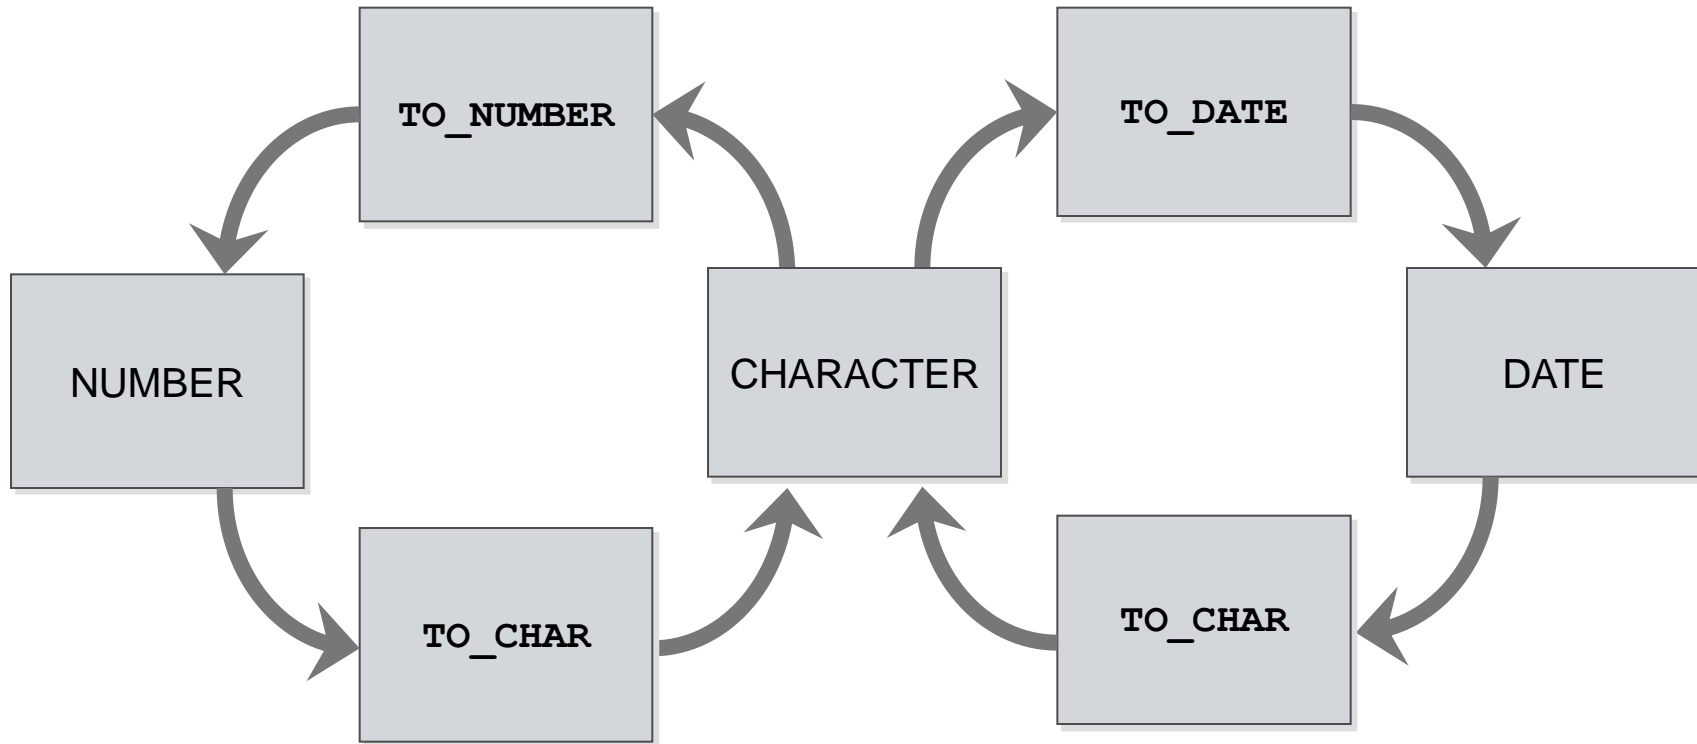 TO_NUMBER
TO_DATE
NUMBER
CHARACTER
DATE
TO_CHAR
TO_CHAR